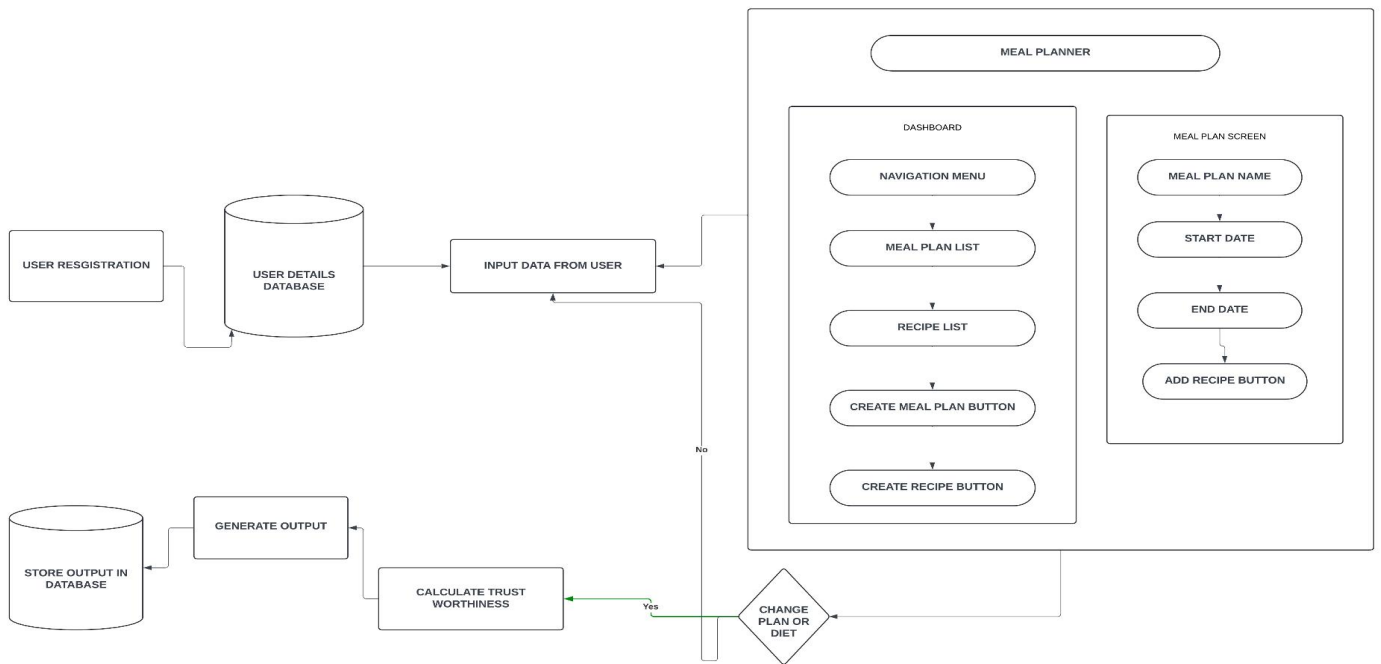 MEAL PLANNER
DASHBOARD
NAVIGATION MENU
MEAL PLAN LIST
RECIPE LIST
CREATE MEAL PLAN BUTTON
CREATE RECIPE BUTTON
MEAL PLAN SCREEN
MEAL PLAN NAME
START DATE
END DATE
ADD RECIPE BUTTON
USER RESGISTRATION
USER DETAILS
DATABASE
INPUT DATA FROM USER
No
STORE OUTPUT IN
DATABASE
GENERATE OUTPUT
CALCULATE TRUST
WORTHINESS
Yes
CHANGE
PLAN OR
DIET